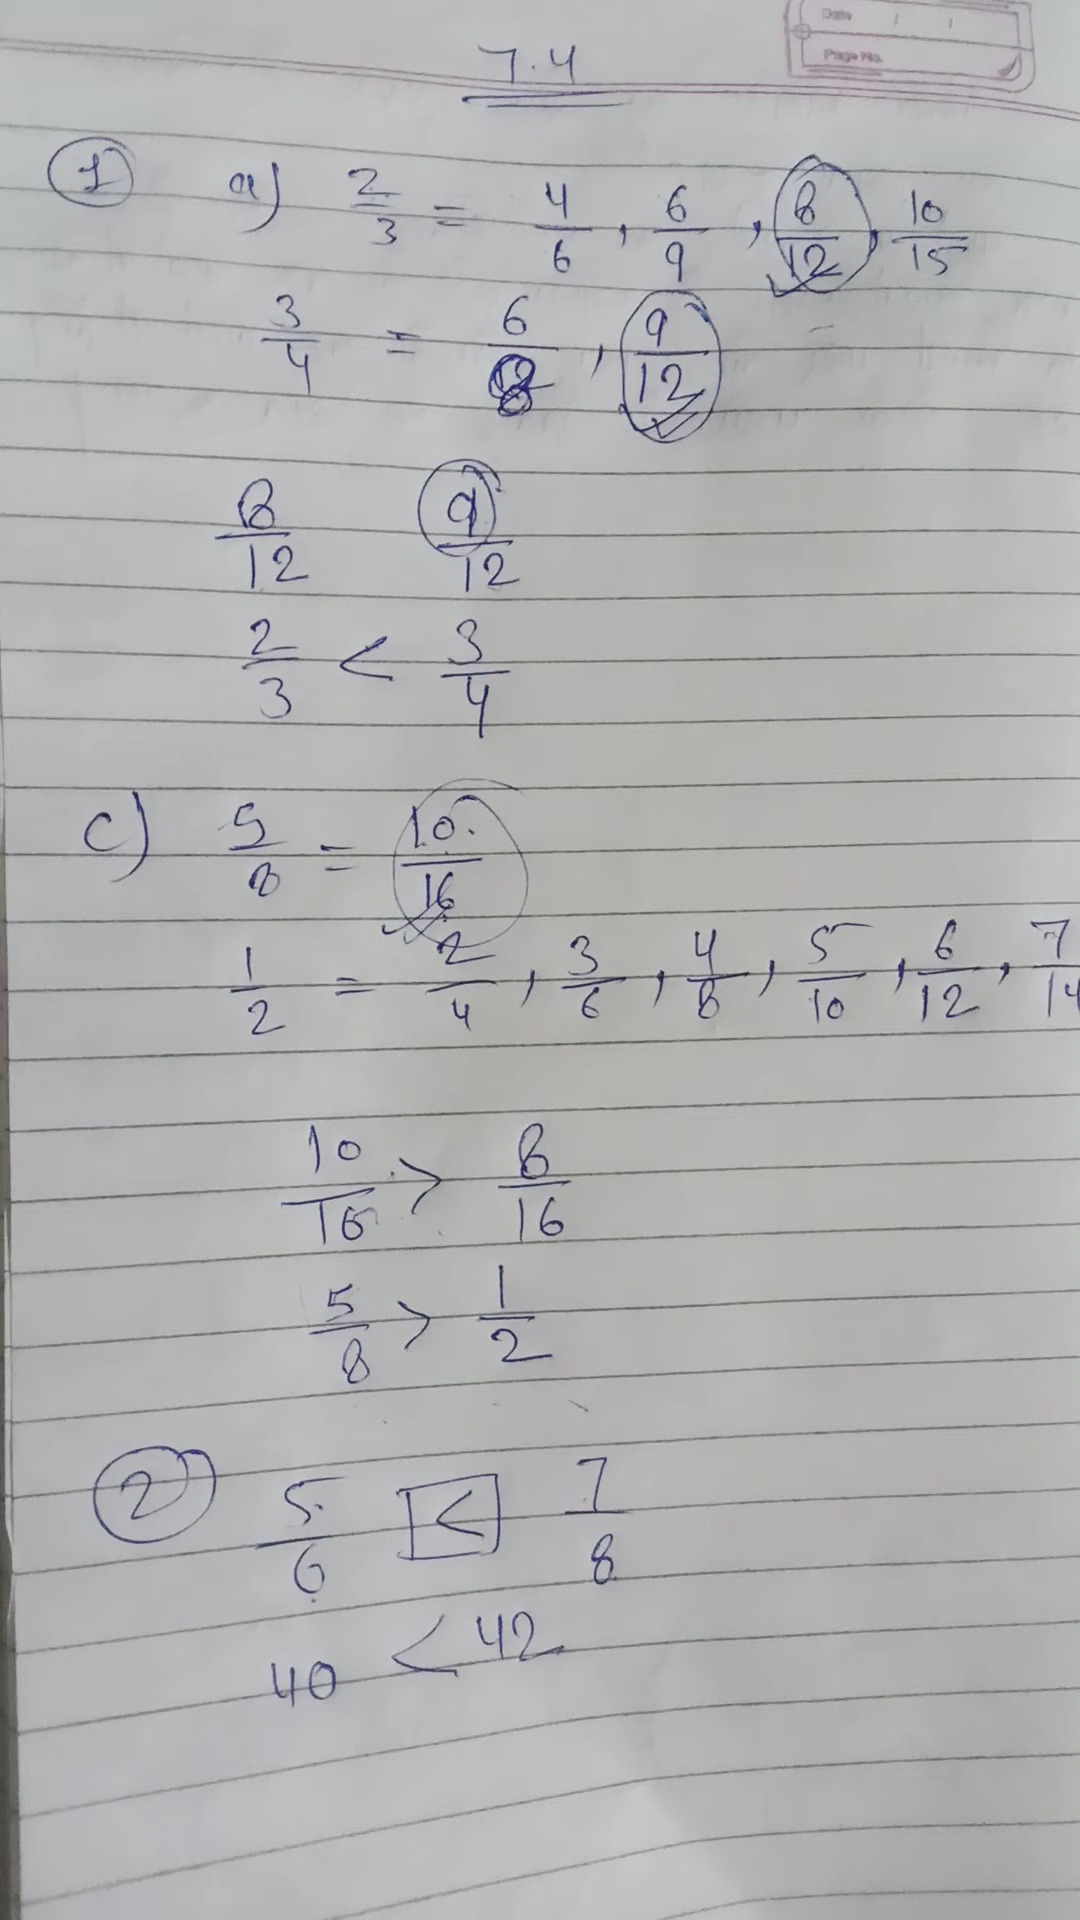 Date / /
Page No.
7.4
1 a) 2/3 = 4/6, 6/9, 8/12, 10/15
3/4 = 6/8, 9/12
8/12 9/12
2/3 < 3/4
c) 5/8 = 10/16
1/2 = 2/4, 3/6, 4/8, 5/10, 6/12, 7/14
10/16 > 8/16
5/8 > 1/2
2 5/6 < 7/8
40 < 42